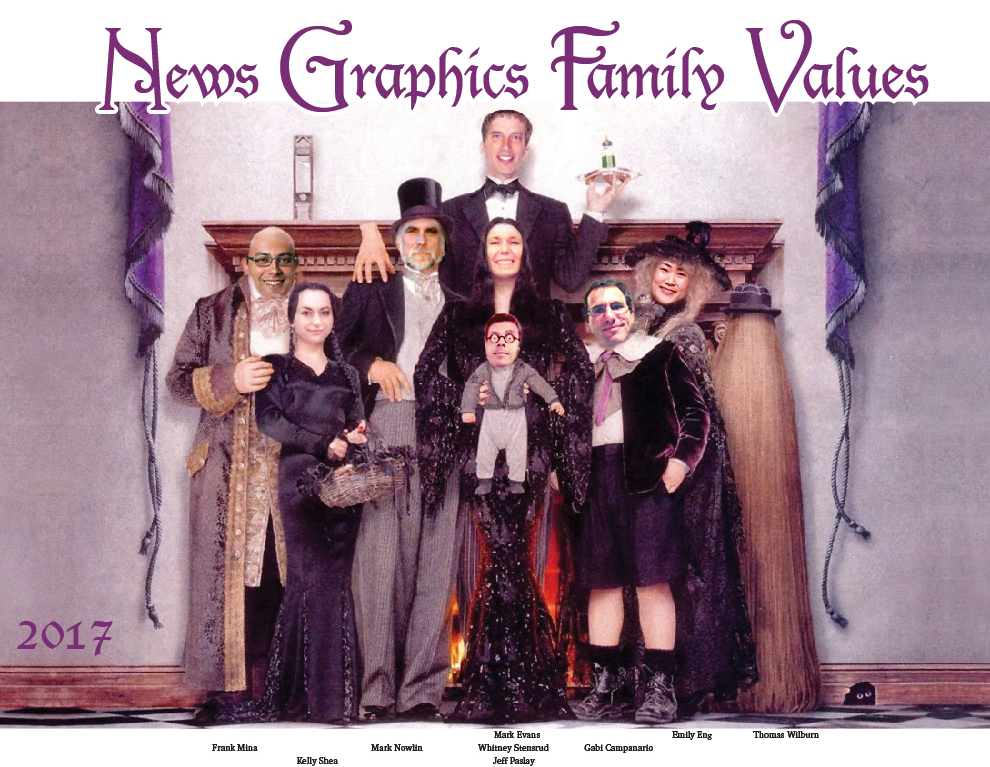 News Graphics Family Values
2017
Mark Evans
Emily Eng
Thomas Wilburn
Frank Mina
Mark Nowlin
Whitney Stensrud
Gabi Campanario
Kelly Shea
Jeff Paslay